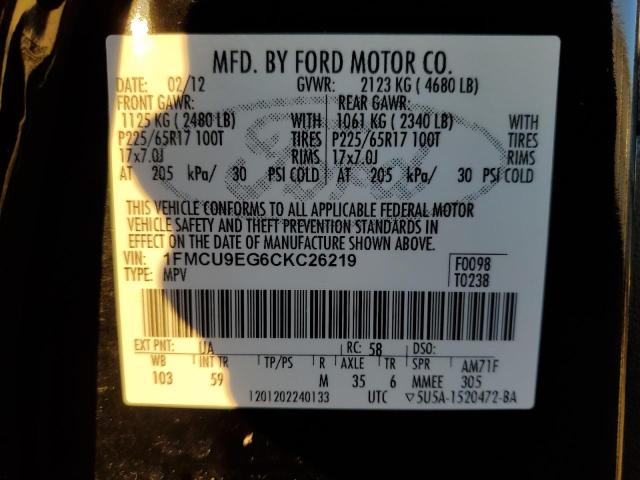 MFD. BY FORD MOTOR CO.
DATE: 02/12 GVWR: 2123 KG ( 4680 LB)
FRONT GAWR: REAR GAWR:
1125 KG ( 2480 LB) WITH 1061 KG ( 2340 LB) WITH
P225/65R17 100T TIRES P225/65R17 100T TIRES
17x7.0J RIMS 17x7.0J RIMS
AT 205 kPa/ 30 PSI COLD AT 205 kPa/ 30 PSI COLD
Ford
THIS VEHICLE CONFORMS TO ALL APPLICABLE FEDERAL MOTOR
VEHICLE SAFETY AND THEFT PREVENTION STANDARDS IN
EFFECT ON THE DATE OF MANUFACTURE SHOWN ABOVE.
VIN: 1FMCU9EG6CKC26219 F0098
TYPE: MPV T0238
EXT PNT: UA RC: 58 DSO:
WB INT TR TP/PS R AXLE TR SPR AM71F
103 59 M 35 6 MMEE 305
1201202240133 UTC ▽5U5A-1520472-BA